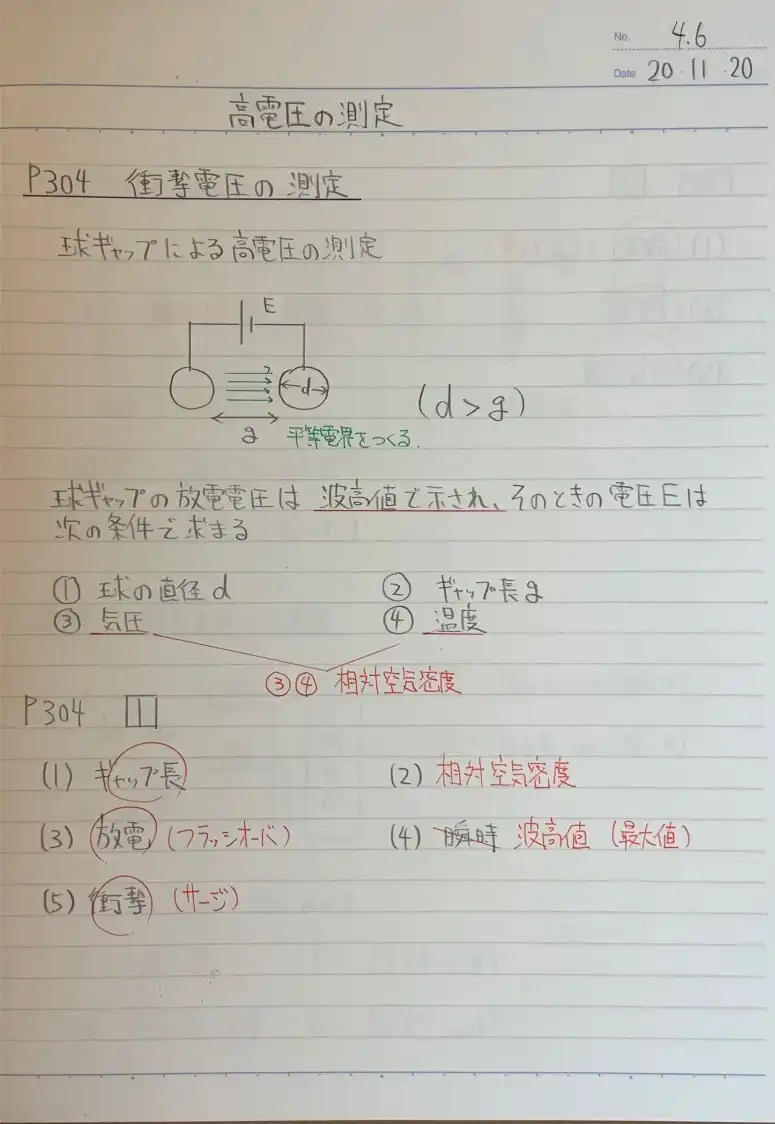 No. 4.6
Date 20・11・20
高電圧の測定
P304 衝撃電圧の測定
球ギャップによる高電圧の測定
E
d
(d>g)
g 平等電界をつくる.
球ギャップの放電電圧は 波高値で示され、そのときの電圧Eは
次の条件で求まる
① 球の直径d ② ギャップ長g
③ 気圧 ④ 温度
③④ 相対空気密度
P304 1
(1) ギャップ長 (2) 相対空気密度
(3) 放電 (フラッシオーバ) (4) 瞬時 波高値 (最大値)
(5) 衝撃 (サージ)